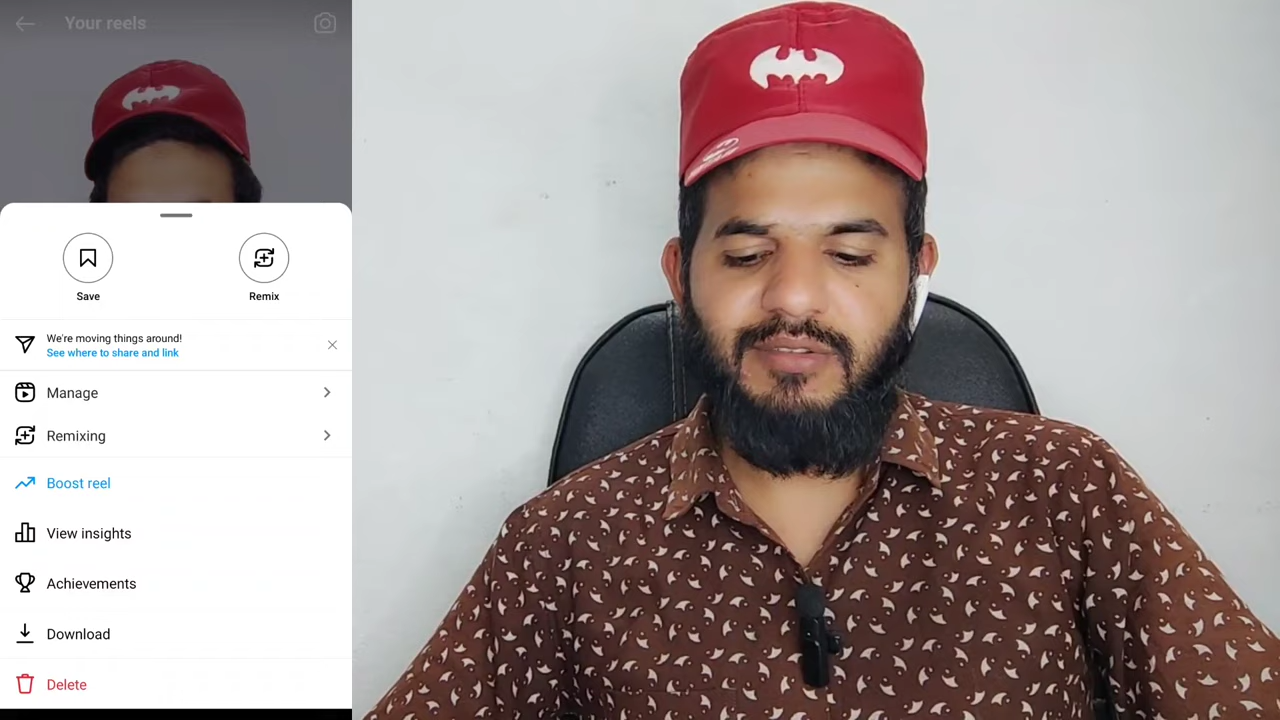 Your reels
Save
Remix
We're moving things around!
See where to share and link
Manage
Remixing
Boost reel
View insights
Achievements
Download
Delete